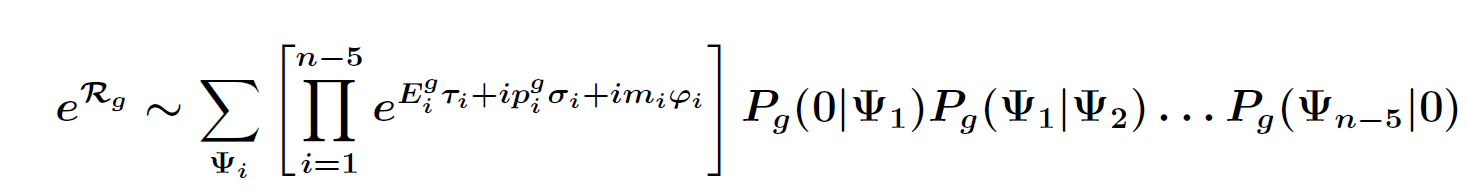 $e^{\mathcal{R}_g} \sim \sum_{\Psi_i} \left[ \prod_{i=1}^{n-5} e^{E_i^g \tau_i + i p_i^g \sigma_i + i m_i \varphi_i} \right] P_g(0|\Psi_1) P_g(\Psi_1|\Psi_2) \ldots P_g(\Psi_{n-5}|0)$